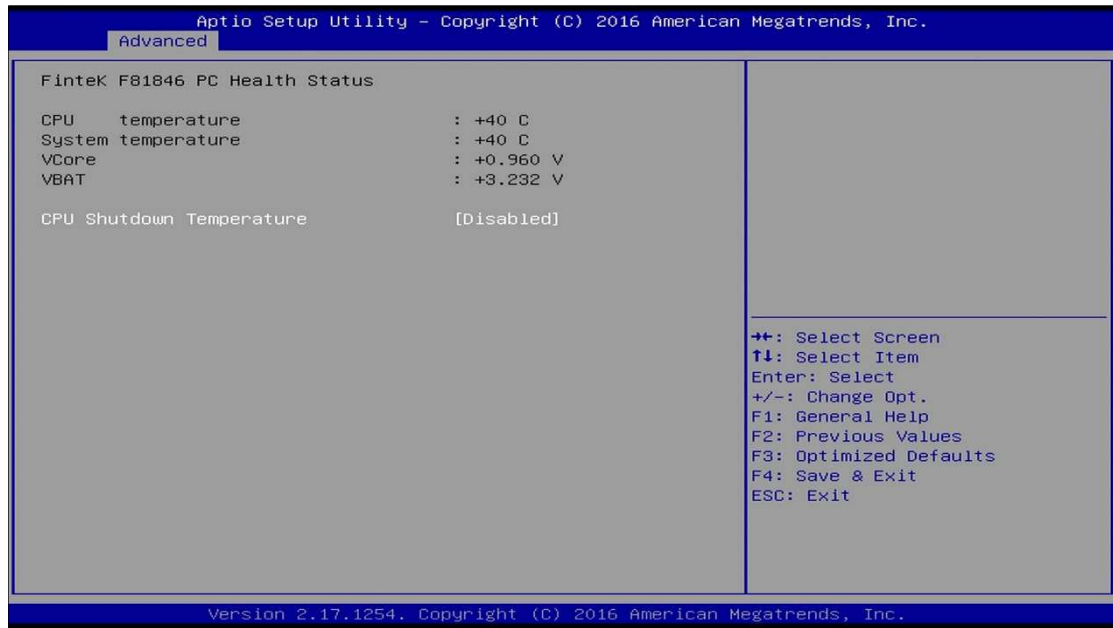 Aptio Setup Utility – Copyright (C) 2016 American Megatrends, Inc.
Advanced
FinteK F81846 PC Health Status
CPU temperature : +40 C
System temperature : +40 C
VCore : +0.960 V
VBAT : +3.232 V
CPU Shutdown Temperature [Disabled]
→←: Select Screen
↑↓: Select Item
Enter: Select
+/-: Change Opt.
F1: General Help
F2: Previous Values
F3: Optimized Defaults
F4: Save & Exit
ESC: Exit
Version 2.17.1254. Copyright (C) 2016 American Megatrends, Inc.